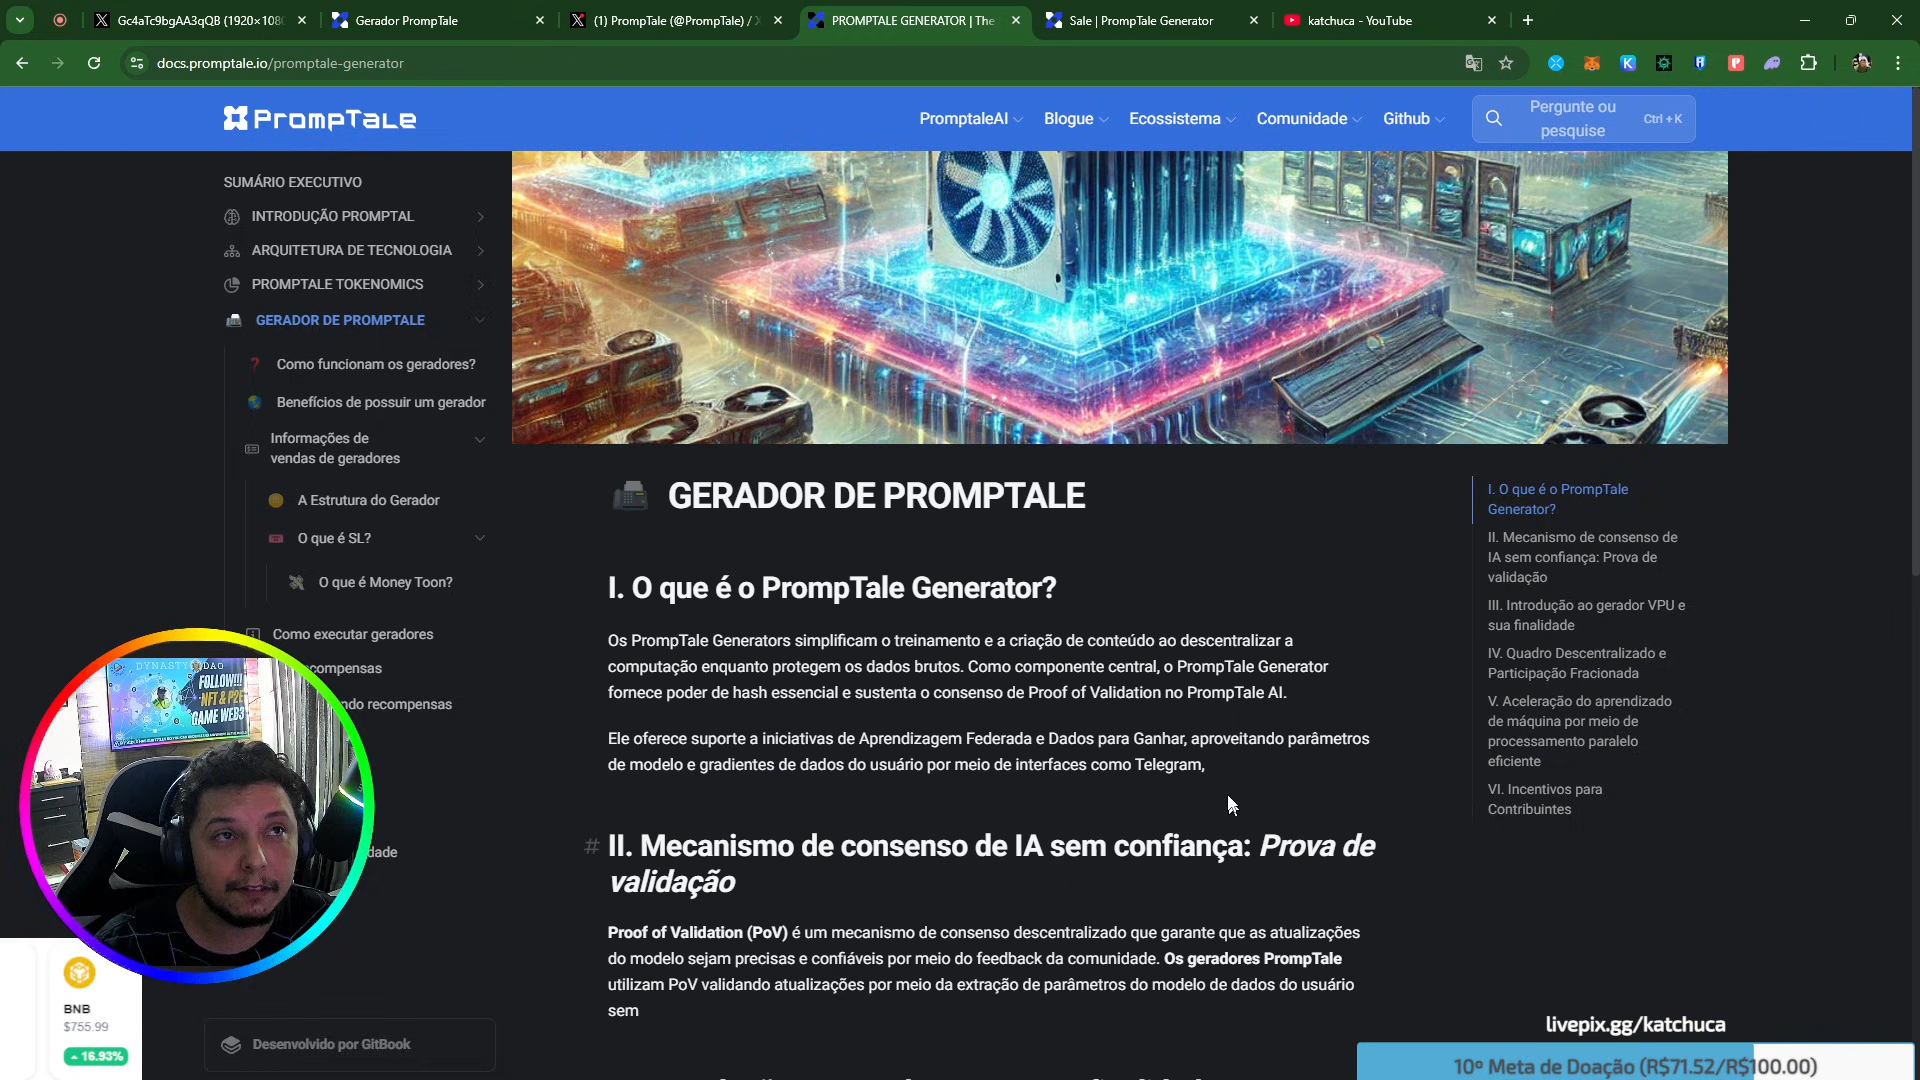 Gc4aTc9bgAA3qQB (1920×108
Gerador PrompTale
(1) PrompTale (@PrompTale) / X
PROMPTALE GENERATOR | The
Sale | PrompTale Generator
katchuca - YouTube
docs.promptale.io/promptale-generator
PrompTale
PromptaleAI
Blogue
Ecossistema
Comunidade
Github
Pergunte ou
pesquise
Ctrl + K
SUMÁRIO EXECUTIVO
INTRODUÇÃO PROMPTAL
ARQUITETURA DE TECNOLOGIA
PROMPTALE TOKENOMICS
GERADOR DE PROMPTALE
Como funcionam os geradores?
Benefícios de possuir um gerador
Informações de
vendas de geradores
A Estrutura do Gerador
O que é SL?
O que é Money Toon?
Como executar geradores
compensas
ndo recompensas
dade
Desenvolvido por GitBook
GERADOR DE PROMPTALE
I. O que é o PrompTale Generator?
Os PrompTale Generators simplificam o treinamento e a criação de conteúdo ao descentralizar a
computação enquanto protegem os dados brutos. Como componente central, o PrompTale Generator
fornece poder de hash essencial e sustenta o consenso de Proof of Validation no PrompTale AI.
Ele oferece suporte a iniciativas de Aprendizagem Federada e Dados para Ganhar, aproveitando parâmetros
de modelo e gradientes de dados do usuário por meio de interfaces como Telegram,
# II. Mecanismo de consenso de IA sem confiança: Prova de
validação
Proof of Validation (PoV) é um mecanismo de consenso descentralizado que garante que as atualizações
do modelo sejam precisas e confiáveis por meio do feedback da comunidade. Os geradores PrompTale
utilizam PoV validando atualizações por meio da extração de parâmetros do modelo de dados do usuário
sem
I. O que é o PrompTale
Generator?
II. Mecanismo de consenso de
IA sem confiança: Prova de
validação
III. Introdução ao gerador VPU e
sua finalidade
IV. Quadro Descentralizado e
Participação Fracionada
V. Aceleração do aprendizado
de máquina por meio de
processamento paralelo
eficiente
VI. Incentivos para
Contribuintes
DYNASTY DAO
FOLLOW!!!
NFT & P2E
GAME WEB3
BNB
$755.99
16.93%
livepix.gg/katchuca
10º Meta de Doação (R$71.52/R$100.00)